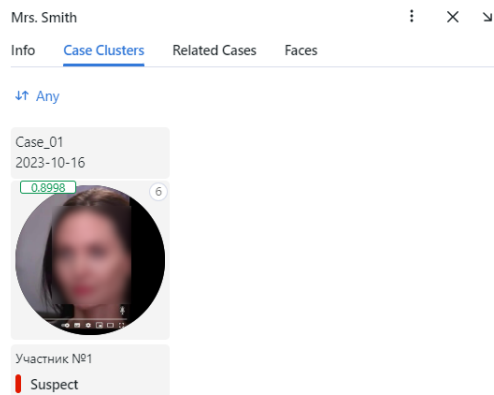 Mrs. Smith
Info Case Clusters Related Cases Faces
Any
Case_01
2023-10-16
0.8998
6
Участник №1
Suspect